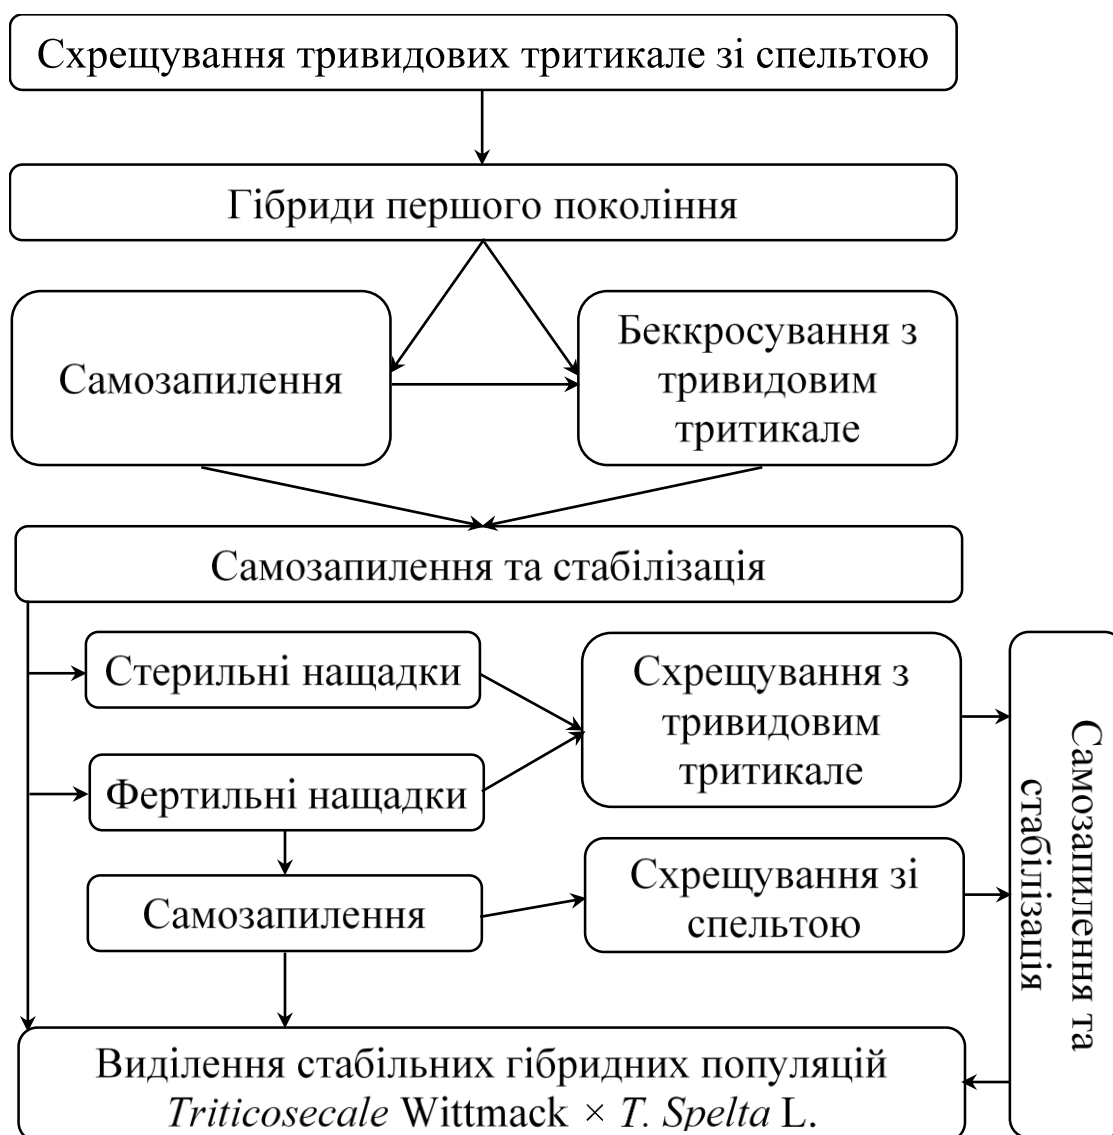 Схрещування тривидових тритикале зі спельтою
Гібриди першого покоління
Самозапилення
Беккросування з
тривидовим
тритикале
Самозапилення та стабілізація
Стерильні нащадки
Схрещування з
тривидовим
тритикале
Фертильні нащадки
Самозапилення
Схрещування зі
спельтою
Самозапилення та
стабілізація
Виділення стабільних гібридних популяцій
Triticosecale Wittmack × T. Spelta L.